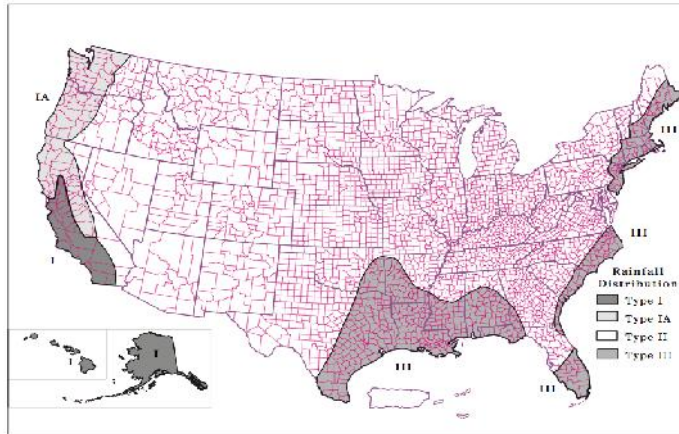 IA
III
I
III
Rainfall
Distribution
Type I
Type IA
Type II
Type III
I
I
III
III